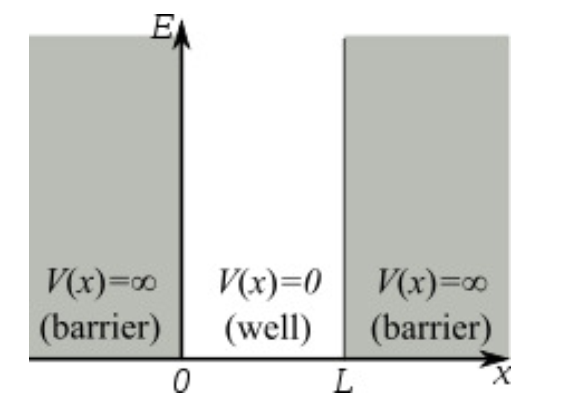 E
V(x)=∞ V(x)=0 V(x)=∞
(barrier) (well) (barrier)
0 L x